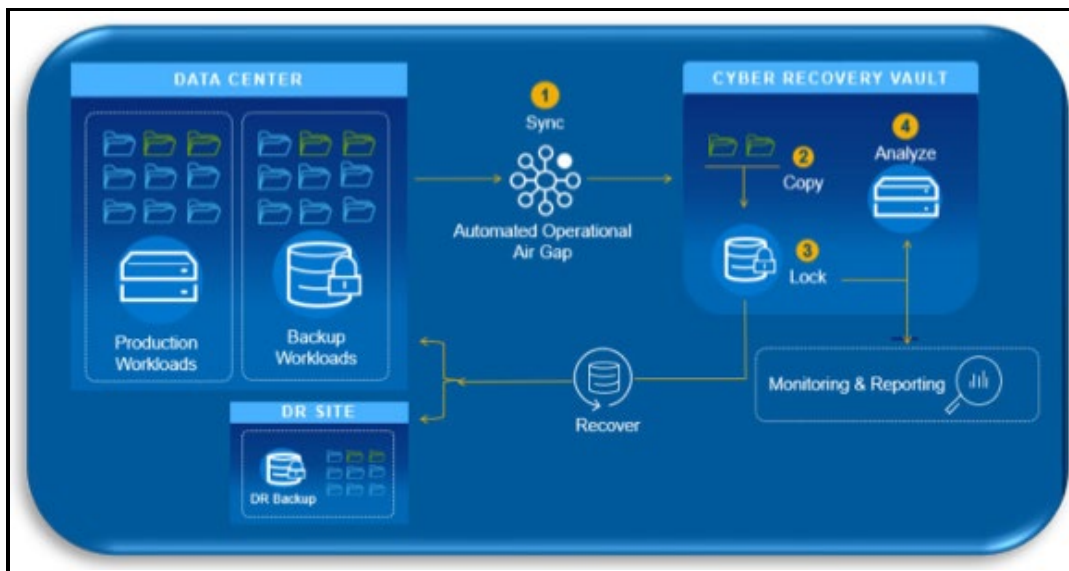 DATA CENTER
Production
Workloads
Backup
Workloads
1
Sync
Automated Operational
Air Gap
CYBER RECOVERY VAULT
2
Copy
3
Lock
4
Analyze
Monitoring & Reporting
Recover
DR SITE
DR Backup